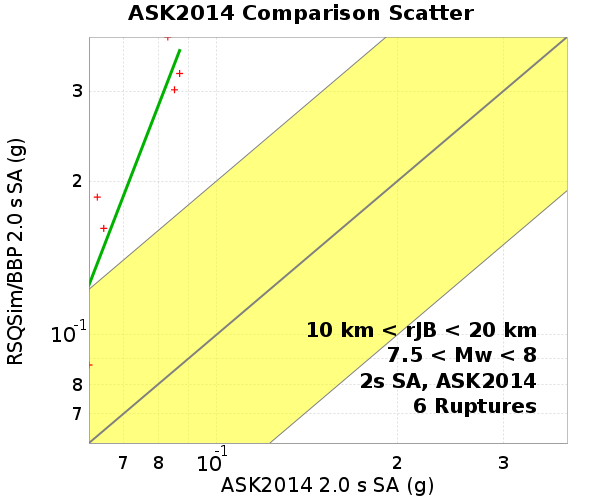 ASK2014 Comparison Scatter
RSQSim/BBP 2.0 s SA (g)
3
2
10-1
8
7
10 km < rJB < 20 km
7.5 < Mw < 8
2s SA, ASK2014
6 Ruptures
7 8 10-1 2 3
ASK2014 2.0 s SA (g)